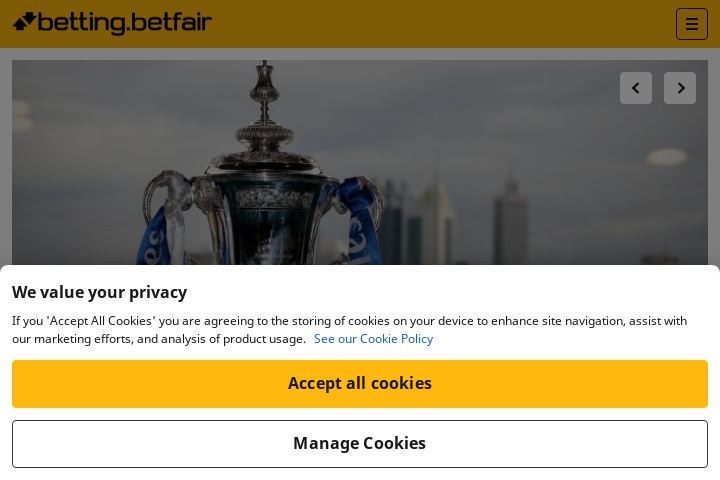 betting.betfair
We value your privacy
If you 'Accept All Cookies' you are agreeing to the storing of cookies on your device to enhance site navigation, assist with
our marketing efforts, and analysis of product usage. See our Cookie Policy
Accept all cookies
Manage Cookies